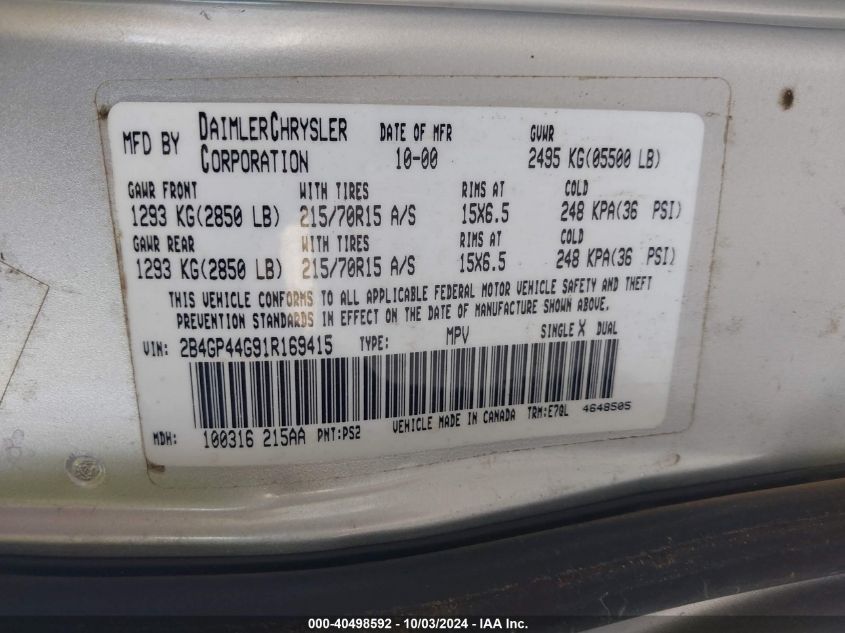 MFD BY DAIMLERCHRYSLER CORPORATION DATE OF MFR 10-00 GVWR 2495 KG(05500 LB)
GAWR FRONT WITH TIRES RIMS AT COLD
1293 KG(2850 LB) 215/70R15 A/S 15X6.5 248 KPA(36 PSI)
GAWR REAR WITH TIRES RIMS AT COLD
1293 KG(2850 LB) 215/70R15 A/S 15X6.5 248 KPA(36 PSI)
THIS VEHICLE CONFORMS TO ALL APPLICABLE FEDERAL MOTOR VEHICLE SAFETY AND THEFT
PREVENTION STANDARDS IN EFFECT ON THE DATE OF MANUFACTURE SHOWN ABOVE.
VIN: 2B4GP44G91R169415 TYPE: MPV SINGLE X DUAL
MDH: 100316 215AA PNT:PS2 VEHICLE MADE IN CANADA TRM:E7QL 4648505
000-40498592 - 10/03/2024 - IAA Inc.